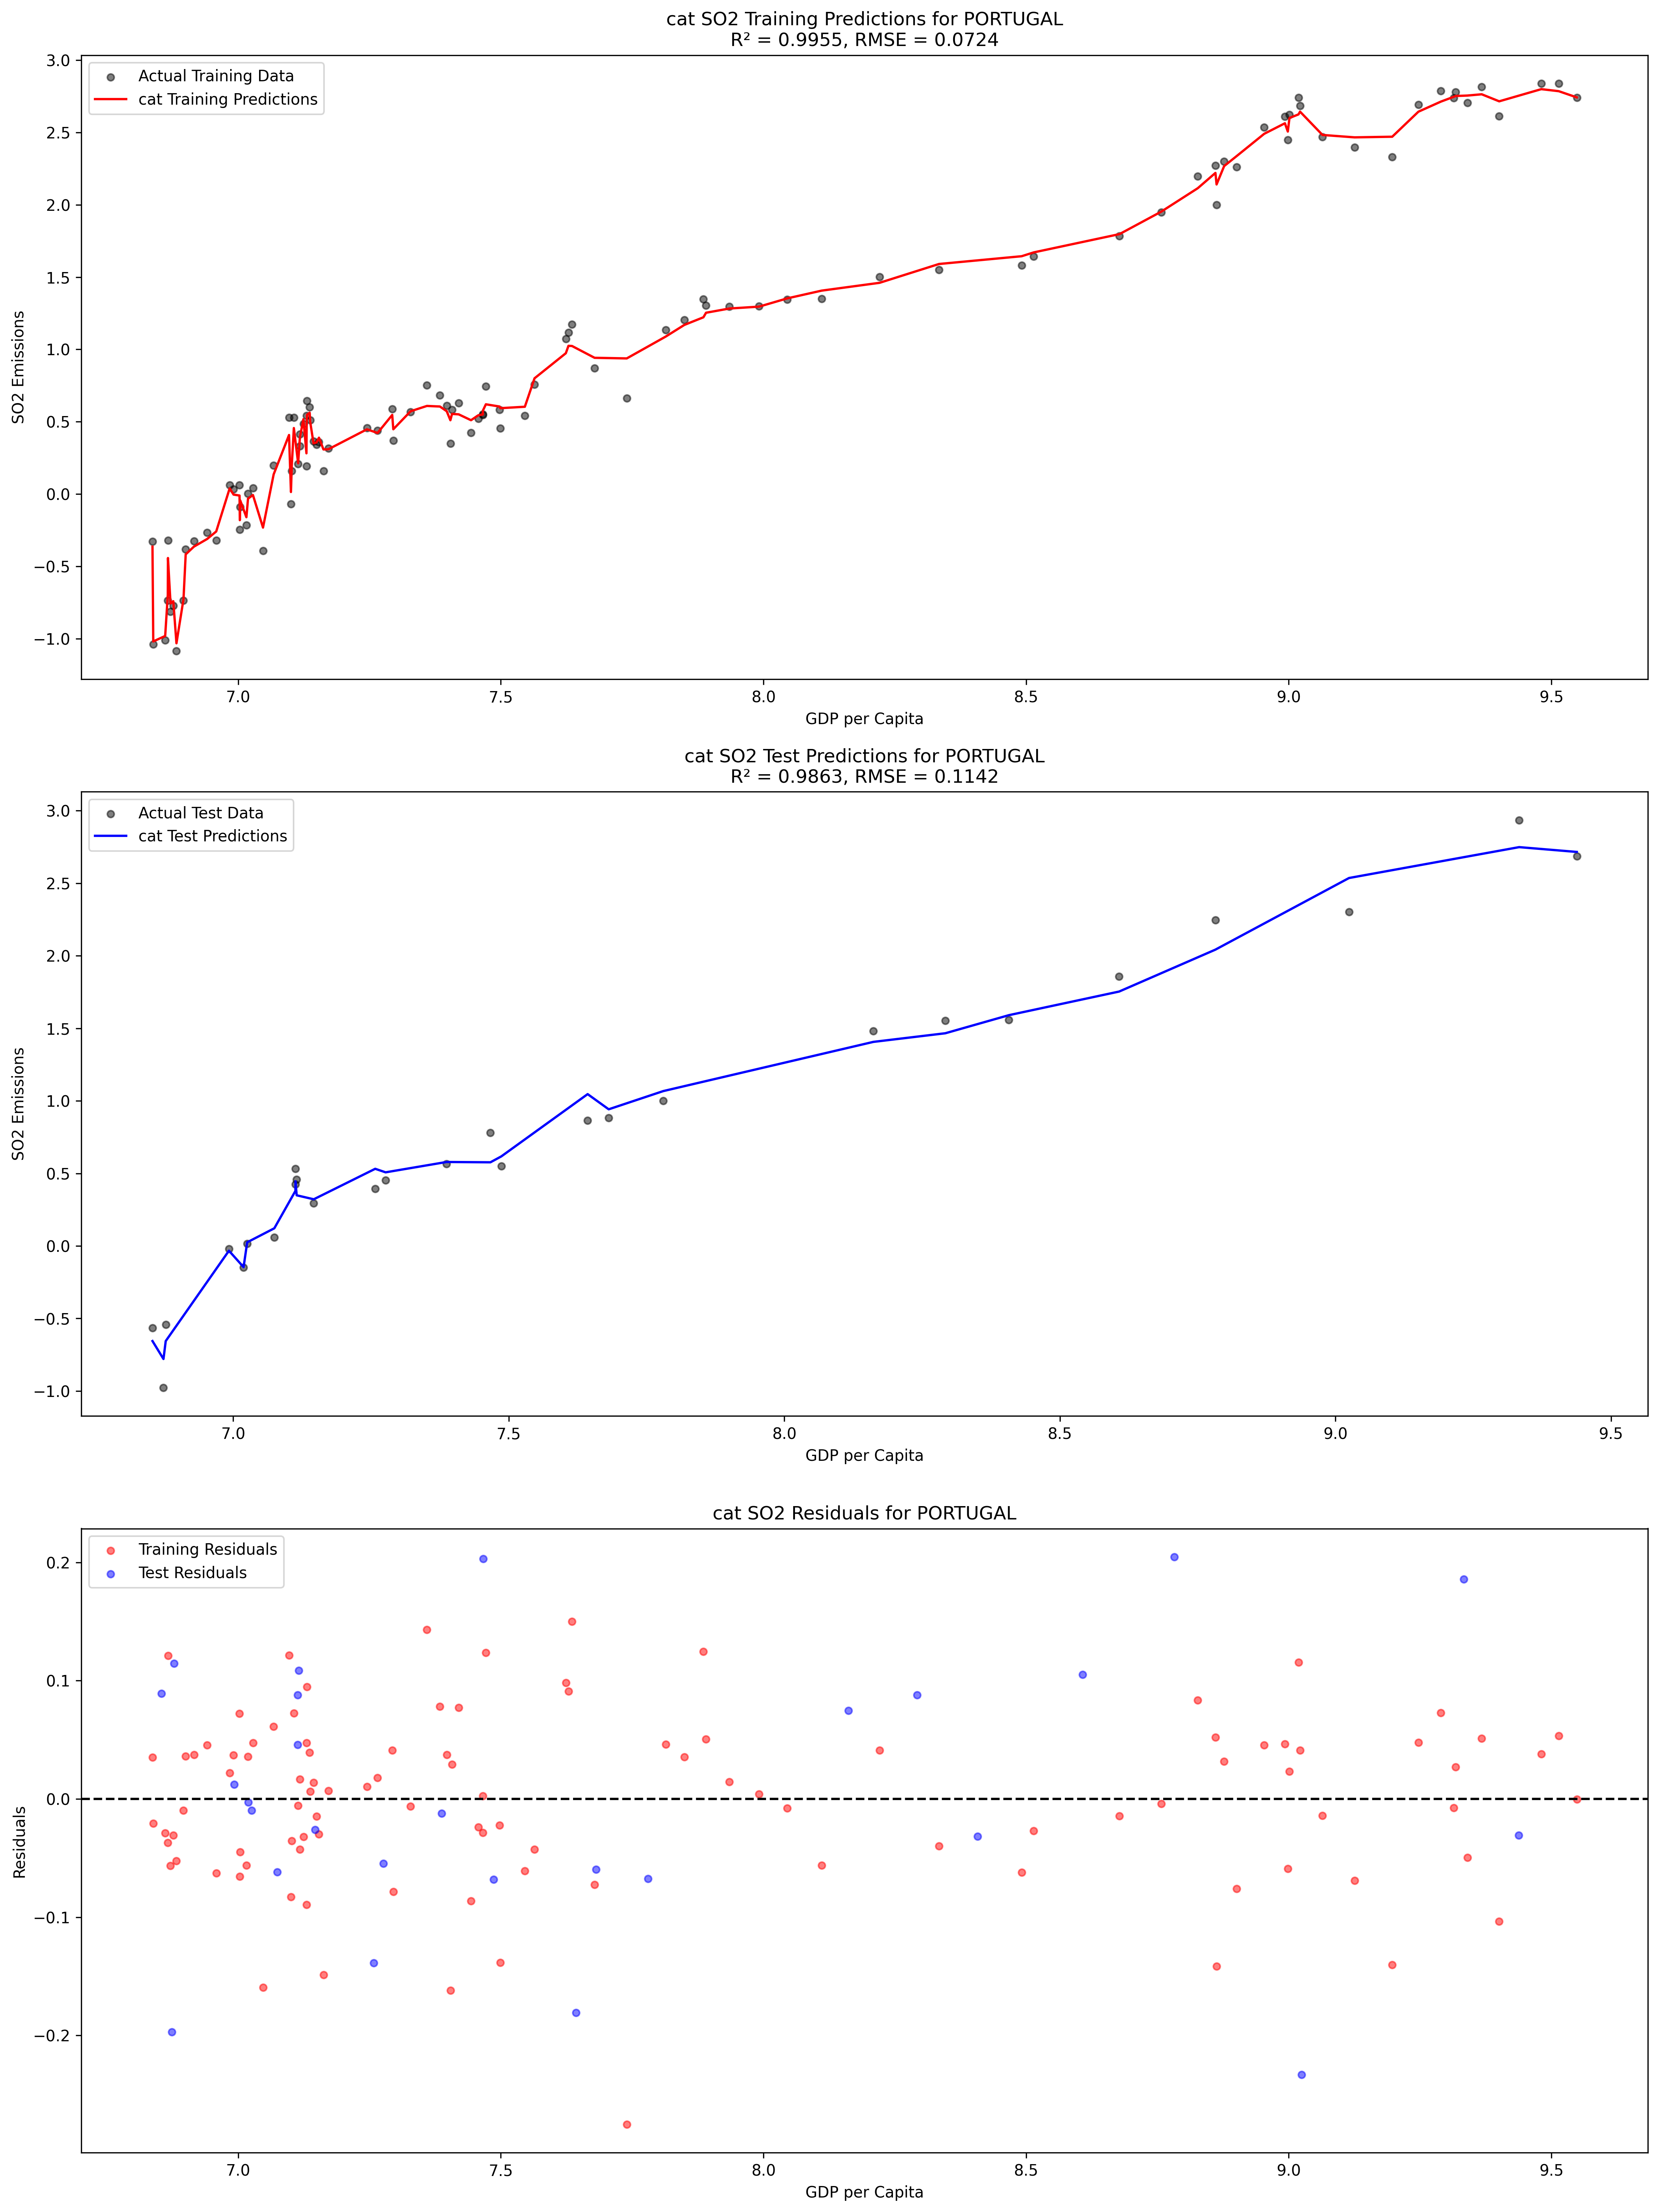 cat SO2 Training Predictions for PORTUGAL
R² = 0.9955, RMSE = 0.0724
Actual Training Data
cat Training Predictions
3.0
2.5
2.0
1.5
1.0
0.5
0.0
−0.5
−1.0
SO2 Emissions
7.0 7.5 8.0 8.5 9.0 9.5
GDP per Capita
cat SO2 Test Predictions for PORTUGAL
R² = 0.9863, RMSE = 0.1142
Actual Test Data
cat Test Predictions
3.0
2.5
2.0
1.5
1.0
0.5
0.0
−0.5
−1.0
SO2 Emissions
7.0 7.5 8.0 8.5 9.0 9.5
GDP per Capita
cat SO2 Residuals for PORTUGAL
Training Residuals
Test Residuals
0.2
0.1
0.0
−0.1
−0.2
Residuals
7.0 7.5 8.0 8.5 9.0 9.5
GDP per Capita